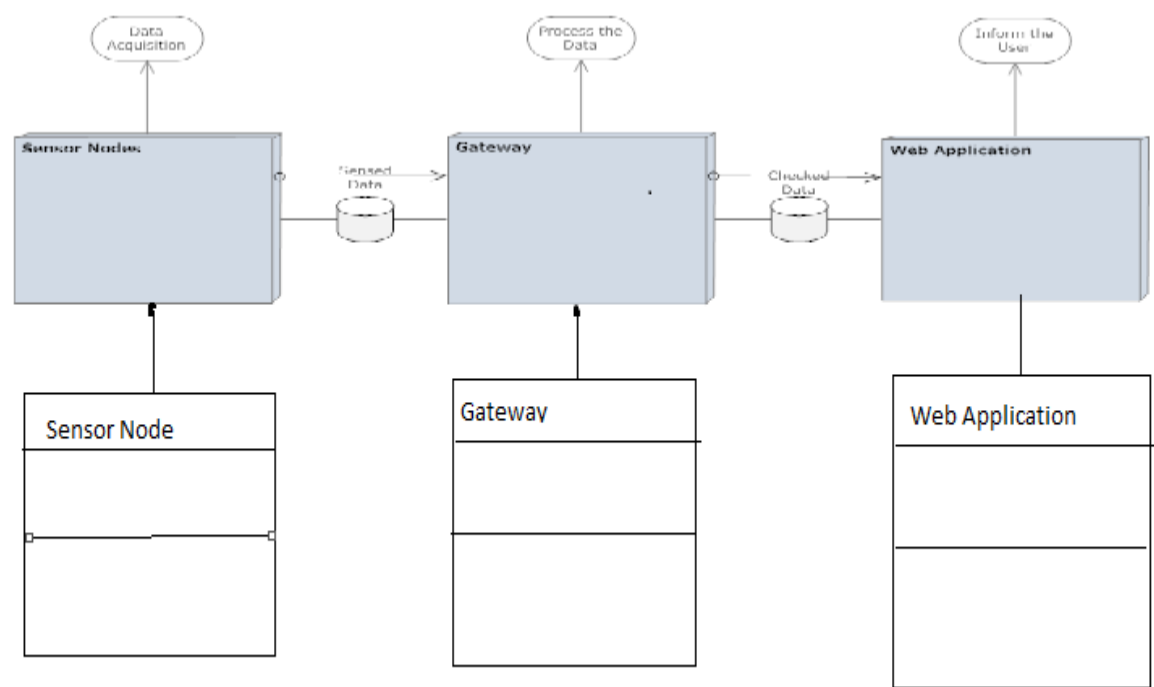 Data
Acquisition
Process the
Data
Inform the
User
Sensor Nodes
Gateway
Web Application
Sensed
Data
Checked
Data
Sensor Node
Gateway
Web Application